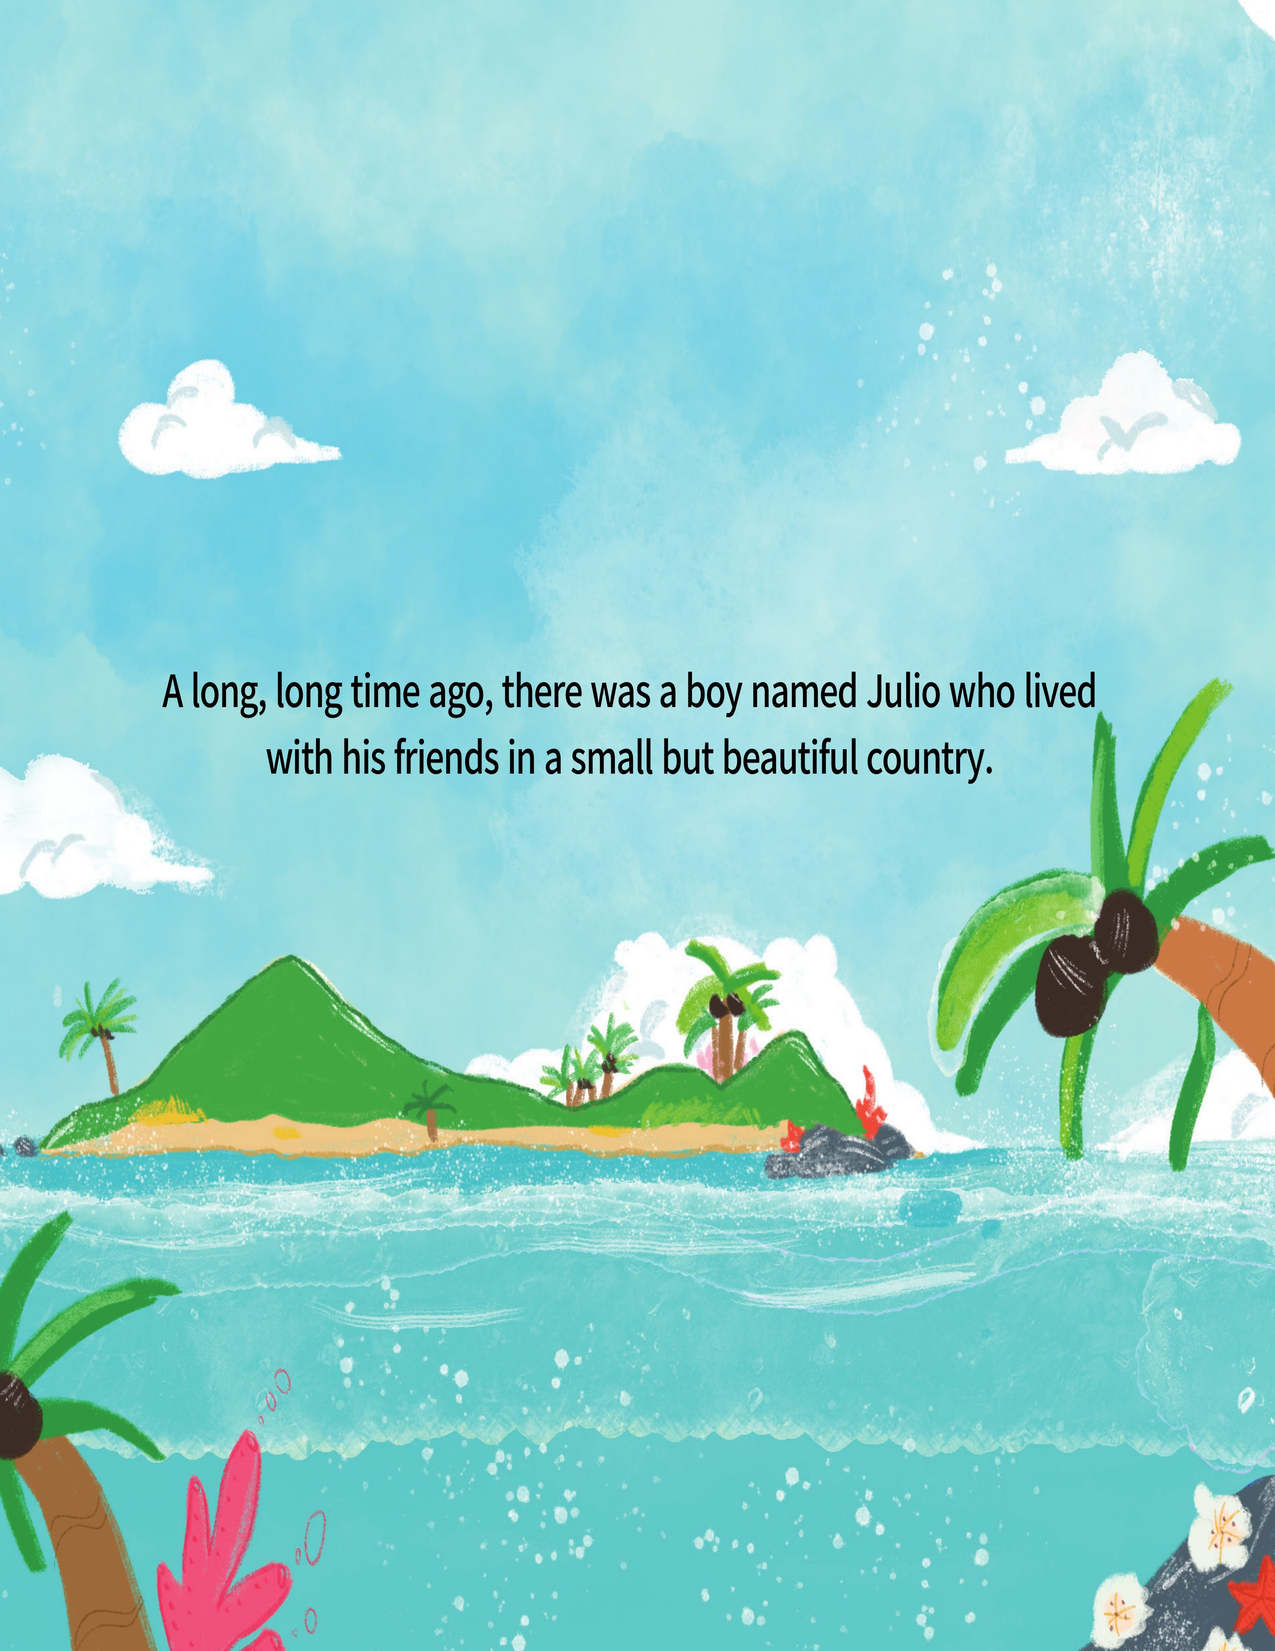 A long, long time ago, there was a boy named Julio who lived
with his friends in a small but beautiful country.